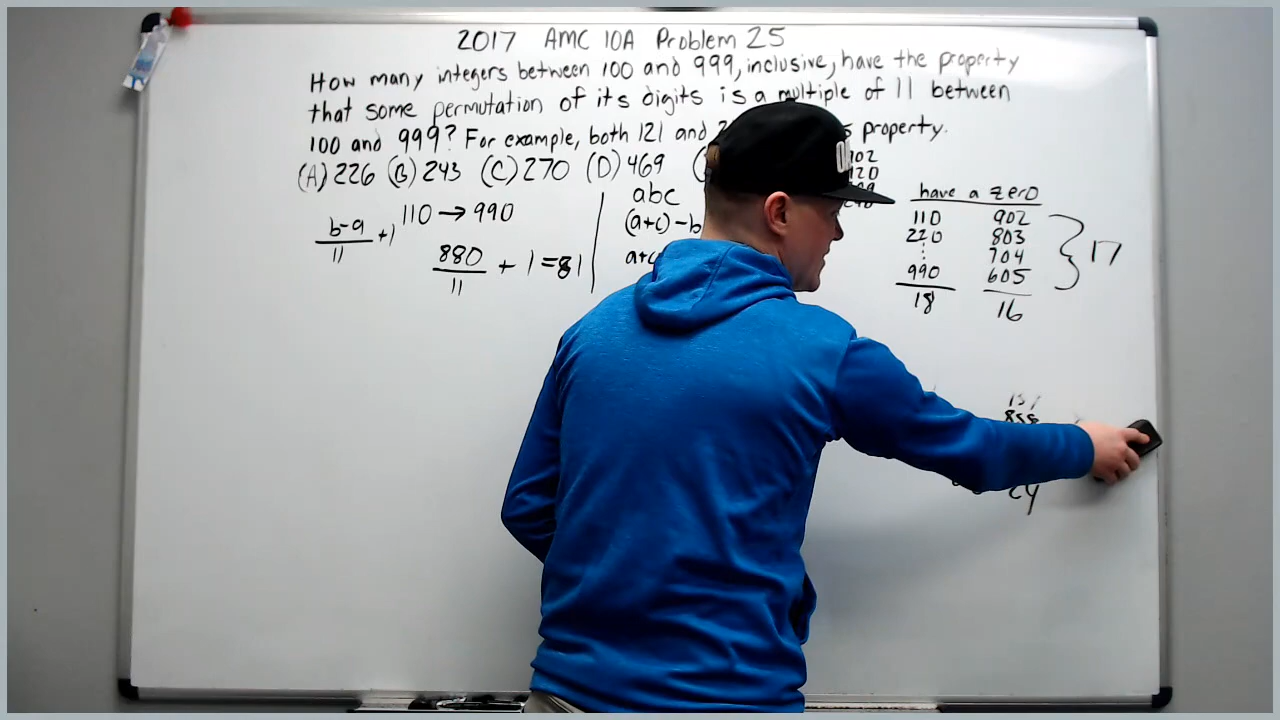 2017 AMC 10A Problem 25
How many integers between 100 and 999, inclusive, have the property
that some permutation of its digits is a multiple of 11 between
100 and 999? For example, both 121 and property.
(A) 226 (B) 243 (C) 270 (D) 469
b-a
11
+1
110 → 990
880
11
+ 1 = 81
abc
(a+c)-b
have a zero
110 902
220 803
704
990 605
18 16
17
858
24